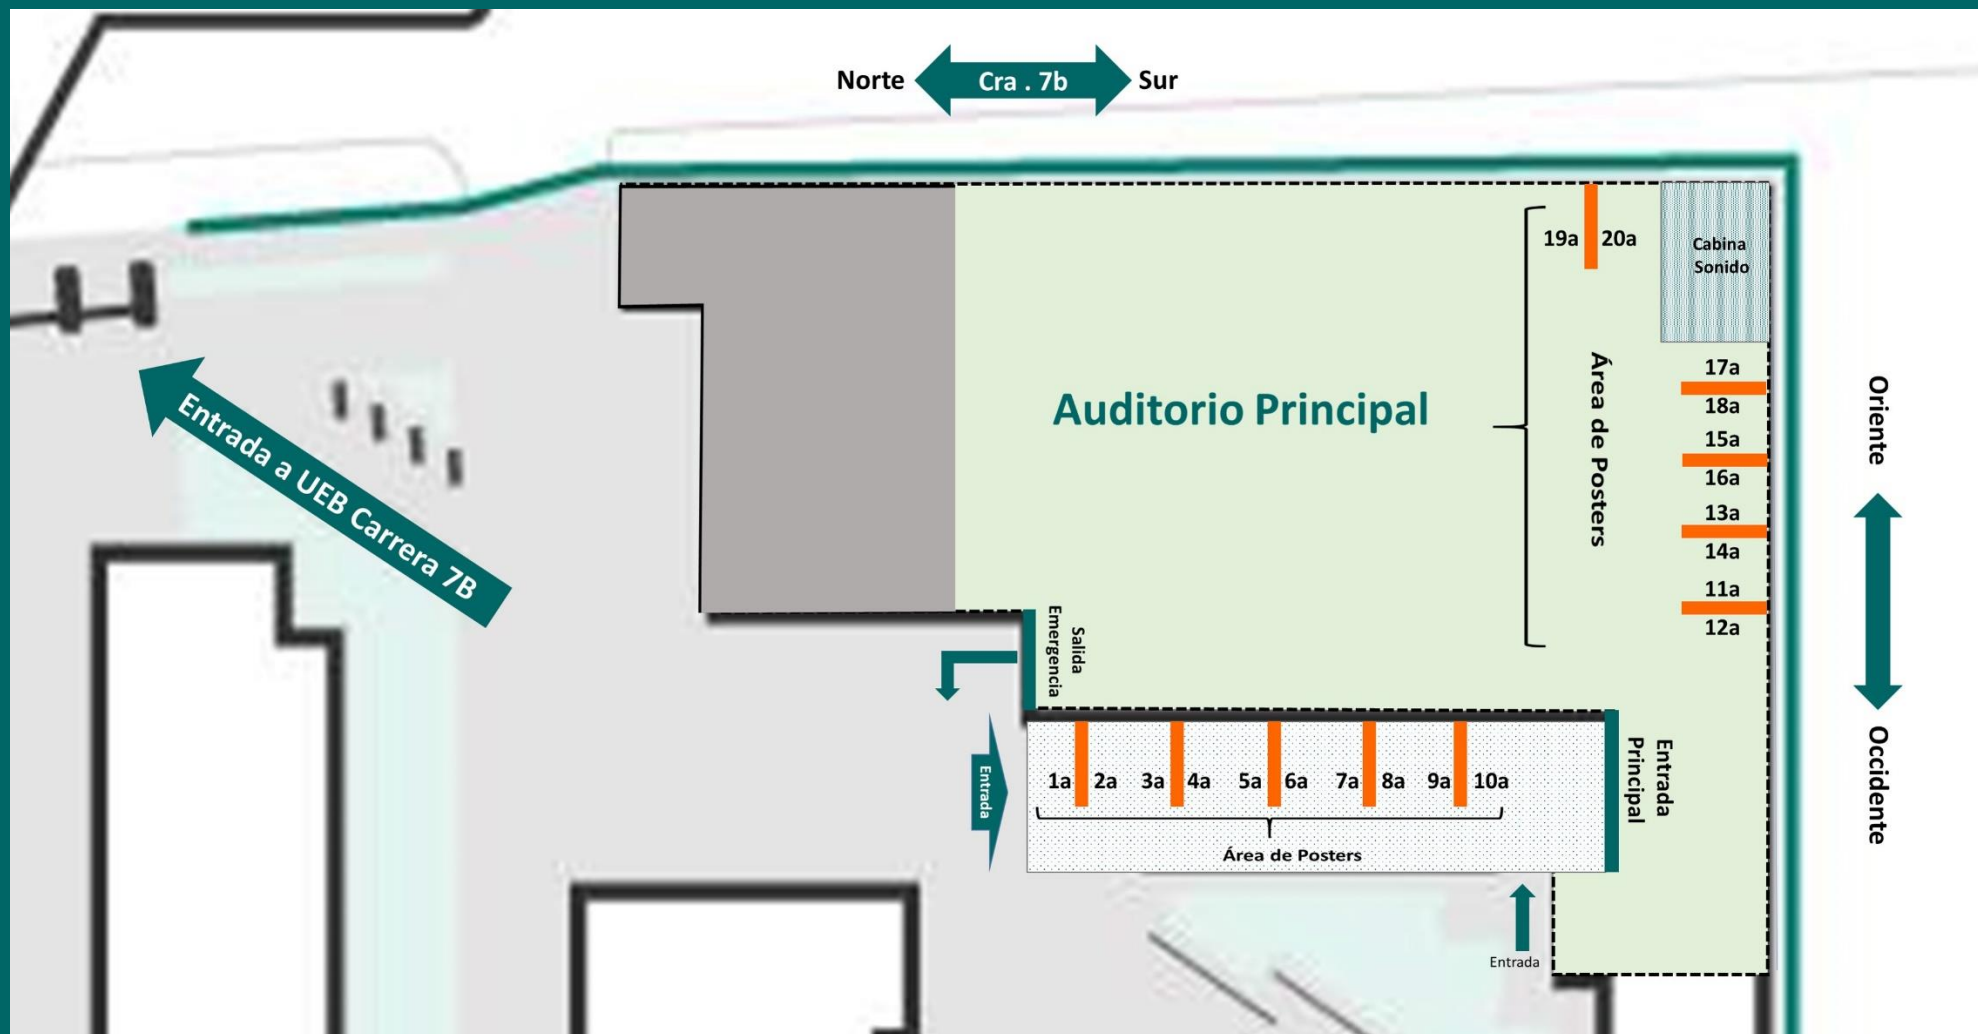 Norte
Cra . 7b
Sur
19a
20a
Cabina
Sonido
17a
18a
15a
16a
13a
14a
11a
12a
Área de Posters
Auditorio Principal
Oriente
Occidente
Entrada a UEB Carrera 7B
Salida
Emergencia
Entrada
1a
2a
3a
4a
5a
6a
7a
8a
9a
10a
Área de Posters
Entrada
Principal
Entrada